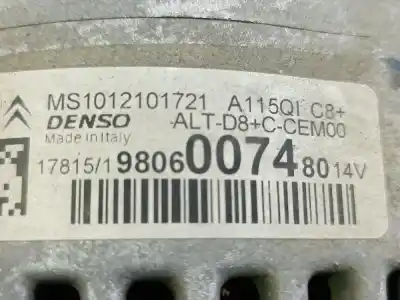 MS1012101721 A115QI C8+
DENSO ALT-D8+C-CEM00
Made in Italy
17815/1 9806007480 14V